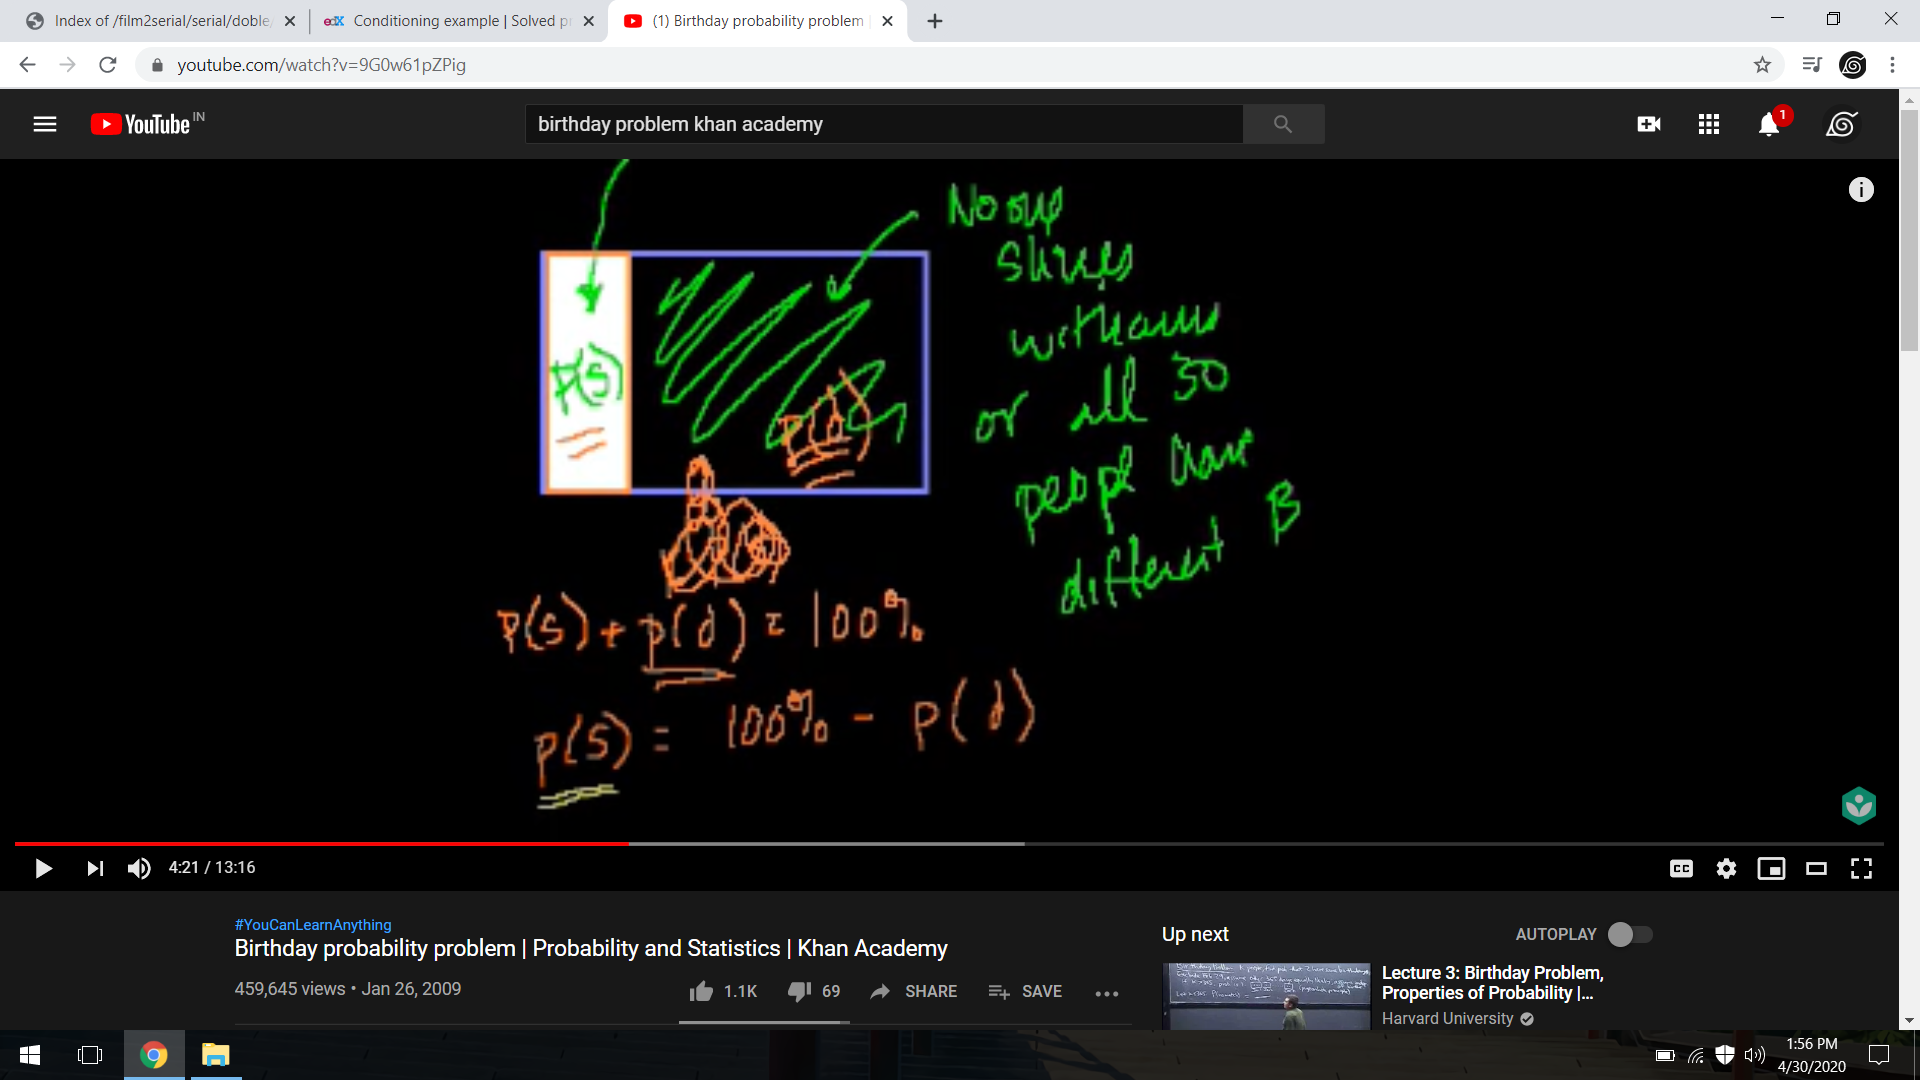 Index of /film2serial/serial/doble
edX Conditioning example | Solved p
(1) Birthday probability problem
youtube.com/watch?v=9G0w61pZPig
YouTube IN
birthday problem khan academy
1
No one
shares
with anyone
or all 30
people have
different B
P(S)
P(d)
P(S) + P(d) = 100%
P(S) = 100% - P(d)
4:21 / 13:16
CC
#YouCanLearnAnything
Birthday probability problem | Probability and Statistics | Khan Academy
459,645 views • Jan 26, 2009
1.1K
69
SHARE
SAVE
Up next
AUTOPLAY
Lecture 3: Birthday Problem,
Properties of Probability |...
Harvard University
1:56 PM
4/30/2020